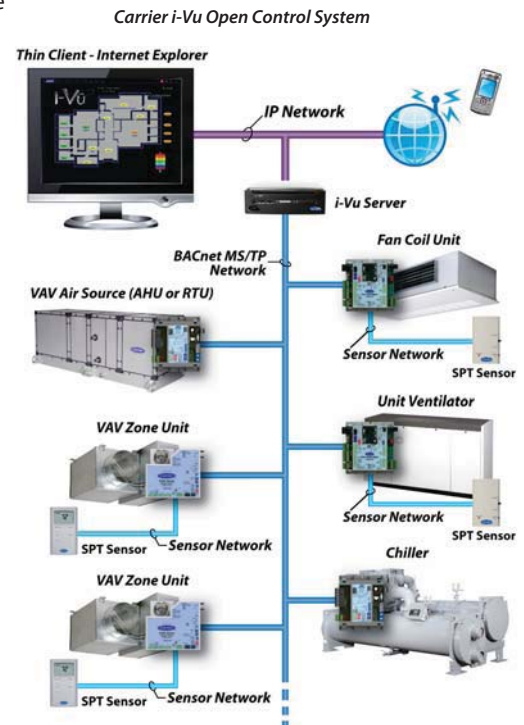 e
Carrier i-Vu Open Control System
Thin Client - Internet Explorer
i-Vu
IP Network
i-Vu Server
BACnet MS/TP
Network
Fan Coil Unit
VAV Air Source (AHU or RTU)
Sensor Network
SPT Sensor
Unit Ventilator
VAV Zone Unit
Sensor Network
SPT Sensor
SPT Sensor
Sensor Network
Chiller
VAV Zone Unit
SPT Sensor
Sensor Network